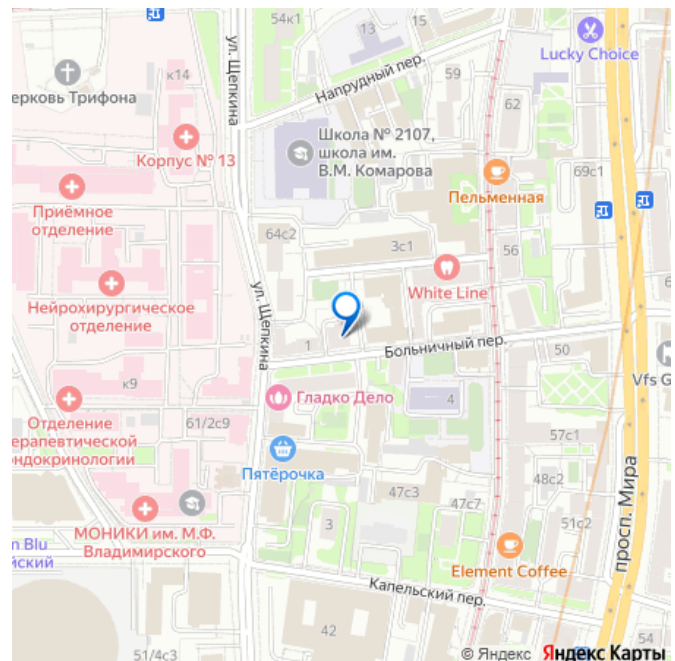 54к1
13
15
Lucky Choice
к14
ул. Щепкина
Напрудный пер.
59
62
ерковь Трифона
Корпус № 13
Школа № 2107,
школа им.
В.М. Комарова
69с1
Пельменная
Приёмное
отделение
64с2
3с1
56
White Line
ул. Щепкина
Нейрохирургическое
отделение
1
Больничный пер.
50
Vfs G
к9
Гладко Дело
4
Отделение
ерапевтической
ндокринологии
61/2с9
57с1
Пятёрочка
48с2
47с3
47с7
51с2
просп. Мира
МОНИКИ им. М.Ф.
Владимирского
3
n Blu
йский
Element Coffee
Капельский пер.
42
54
51/4с3
© Яндекс Яндекс Карты